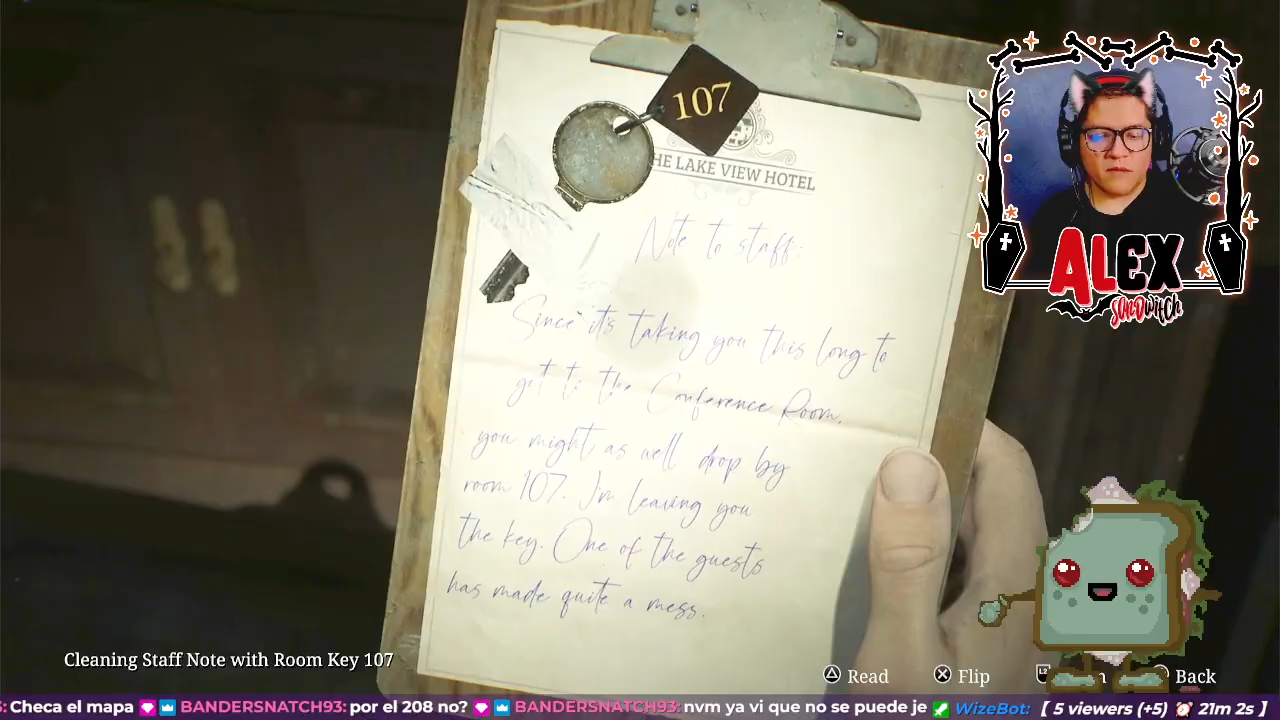 107
HE LAKE VIEW HOTEL
Note to staff:
Since it's taking you this long to
get to the Conference Room,
you might as well drop by
room 107. I'm leaving you
the key. One of the guests
has made quite a mess.
ALEX
SANDWITCH
Cleaning Staff Note with Room Key 107
Read
Flip
L2
Back
: Checa el mapa BANDERSNATCH93: por el 208 no? BANDERSNATCH93: nvm ya vi que no se puede je WizeBot: [ 5 viewers (+5) 21m 2s ]